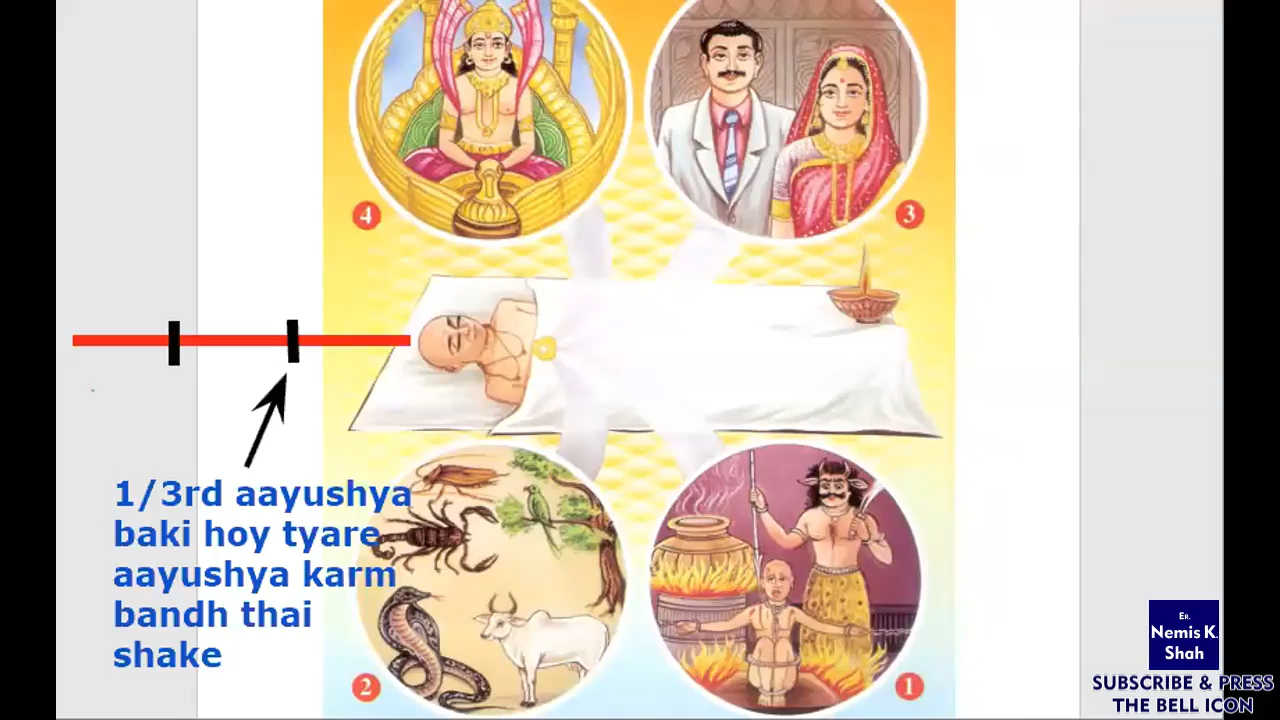 4
3
1/3rd aayushya
baki hoy tyare
aayushya karm
bandh thai
shake
2
1
Er.
Nemis K.
Shah
SUBSCRIBE & PRESS
THE BELL ICON